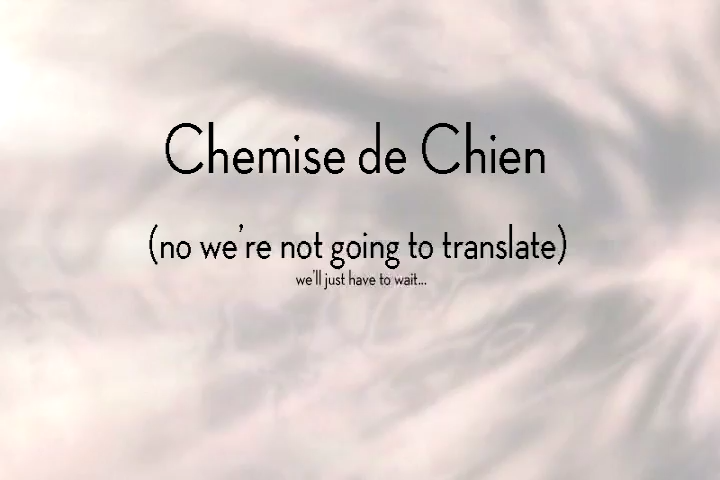 Chemise de Chien
(no we're not going to translate)
we'll just have to wait...